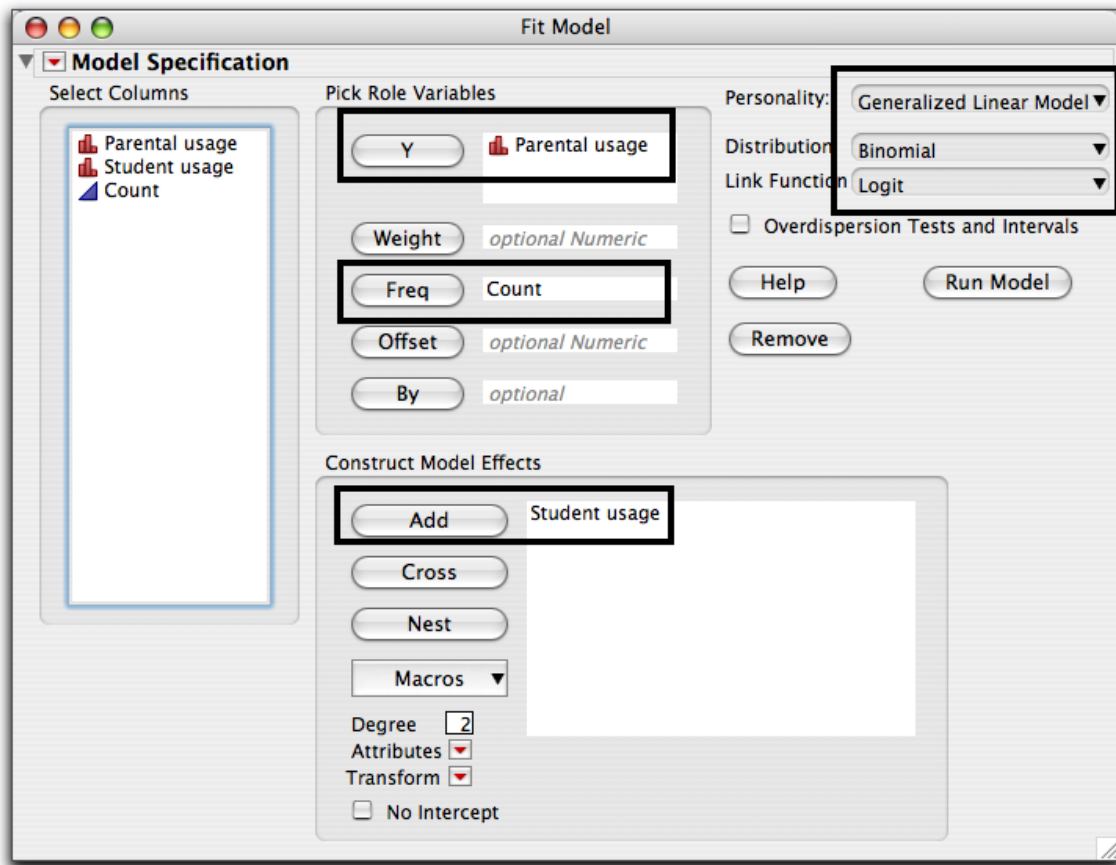 Fit Model
Model Specification
Select Columns
Parental usage
Student usage
Count
Pick Role Variables
Y Parental usage
Weight optional Numeric
Freq Count
Offset optional Numeric
By optional
Personality: Generalized Linear Model
Distribution Binomial
Link Function Logit
Overdispersion Tests and Intervals
Help Run Model
Remove
Construct Model Effects
Add Student usage
Cross
Nest
Macros
Degree 2
Attributes
Transform
No Intercept